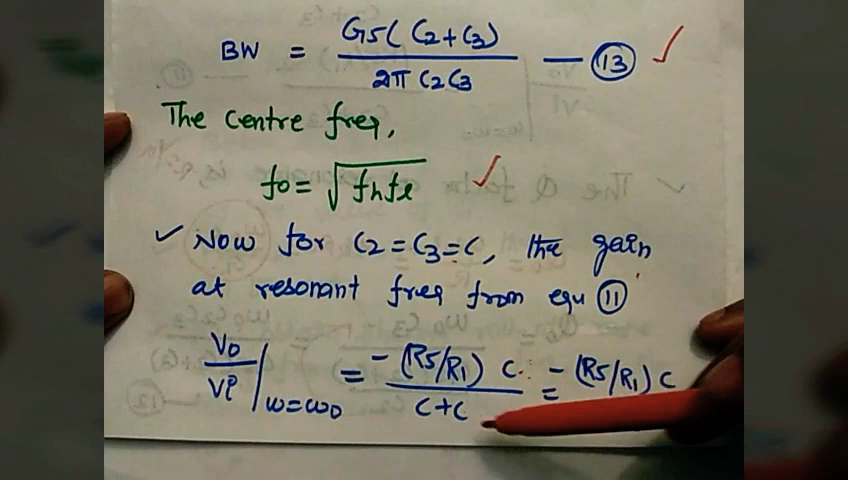 BW = G5(C2+C3) / 2π C2C3 — (13) ✓
The centre freq,
fo = √fhfl ✓
✓ Now for C2=C3=C, the gain
at resonant freq from equ (11)
Vo/Vi | ω=ω0 = -(R5/R1) C / C+C = -(R5/R1) C